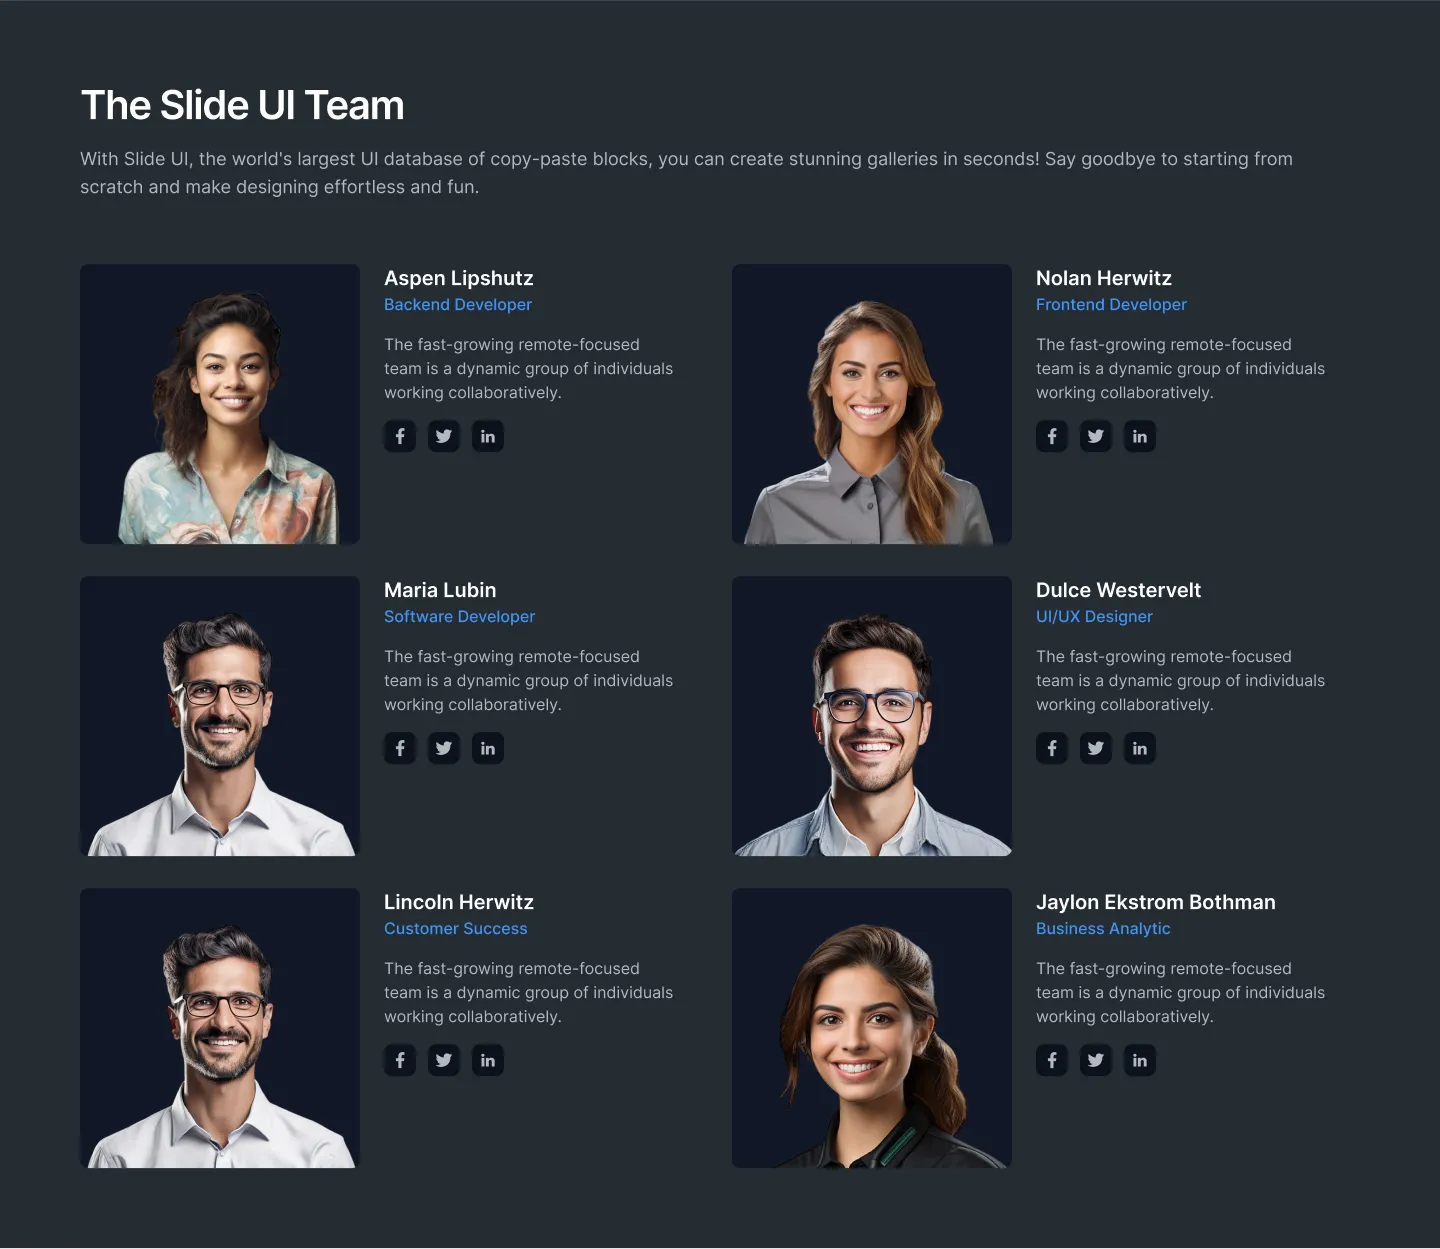 The Slide UI Team
With Slide UI, the world's largest UI database of copy-paste blocks, you can create stunning galleries in seconds! Say goodbye to starting from
scratch and make designing effortless and fun.
Aspen Lipshutz
Backend Developer
The fast-growing remote-focused
team is a dynamic group of individuals
working collaboratively.
in
Nolan Herwitz
Frontend Developer
The fast-growing remote-focused
team is a dynamic group of individuals
working collaboratively.
in
Maria Lubin
Software Developer
The fast-growing remote-focused
team is a dynamic group of individuals
working collaboratively.
in
Dulce Westervelt
UI/UX Designer
The fast-growing remote-focused
team is a dynamic group of individuals
working collaboratively.
in
Lincoln Herwitz
Customer Success
The fast-growing remote-focused
team is a dynamic group of individuals
working collaboratively.
in
Jaylon Ekstrom Bothman
Business Analytic
The fast-growing remote-focused
team is a dynamic group of individuals
working collaboratively.
in